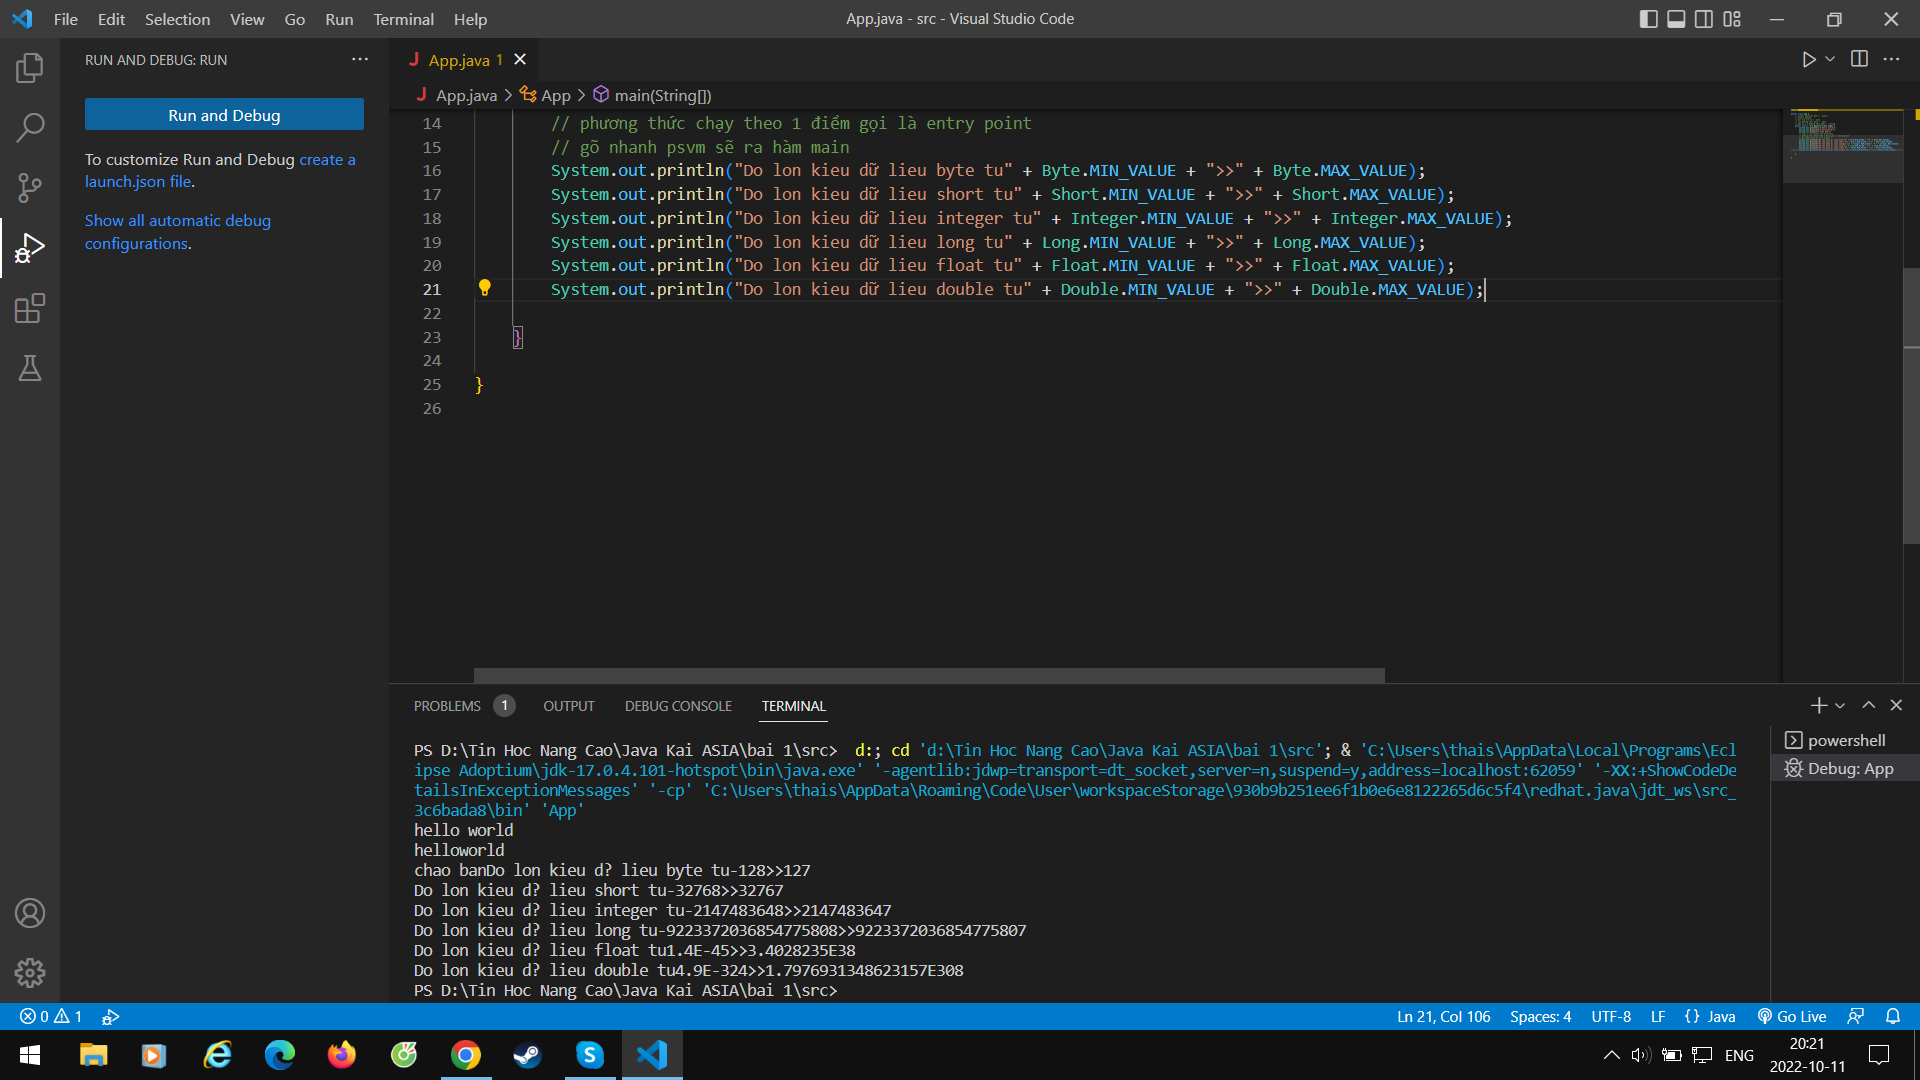 File Edit Selection View Go Run Terminal Help
App.java - src - Visual Studio Code
RUN AND DEBUG: RUN
Run and Debug
To customize Run and Debug create a
launch.json file.
Show all automatic debug
configurations.
App.java 1
App.java > App > main(String[])
14 // phương thức chạy theo 1 điểm gọi là entry point
15 // gõ nhanh psvm sẽ ra hàm main
16 System.out.println("Do lon kieu dữ lieu byte tu" + Byte.MIN_VALUE + ">>" + Byte.MAX_VALUE);
17 System.out.println("Do lon kieu dữ lieu short tu" + Short.MIN_VALUE + ">>" + Short.MAX_VALUE);
18 System.out.println("Do lon kieu dữ lieu integer tu" + Integer.MIN_VALUE + ">>" + Integer.MAX_VALUE);
19 System.out.println("Do lon kieu dữ lieu long tu" + Long.MIN_VALUE + ">>" + Long.MAX_VALUE);
20 System.out.println("Do lon kieu dữ lieu float tu" + Float.MIN_VALUE + ">>" + Float.MAX_VALUE);
21 System.out.println("Do lon kieu dữ lieu double tu" + Double.MIN_VALUE + ">>" + Double.MAX_VALUE);
22
23 }
24
25 }
26
PROBLEMS 1 OUTPUT DEBUG CONSOLE TERMINAL
PS D:\Tin Hoc Nang Cao\Java Kai ASIA\bai 1\src> d:; cd 'd:\Tin Hoc Nang Cao\Java Kai ASIA\bai 1\src'; & 'C:\Users\thais\AppData\Local\Programs\Ecl
ipse Adoptium\jdk-17.0.4.101-hotspot\bin\java.exe' '-agentlib:jdwp=transport=dt_socket,server=n,suspend=y,address=localhost:62059' '-XX:+ShowCodeDe
tailsInExceptionMessages' '-cp' 'C:\Users\thais\AppData\Roaming\Code\User\workspaceStorage\930b9b251ee6f1b0e6e8122265d6c5f4\redhat.java\jdt_ws\src_
3c6bada8\bin' 'App'
hello world
helloworld
chao banDo lon kieu d? lieu byte tu-128>>127
Do lon kieu d? lieu short tu-32768>>32767
Do lon kieu d? lieu integer tu-2147483648>>2147483647
Do lon kieu d? lieu long tu-9223372036854775808>>9223372036854775807
Do lon kieu d? lieu float tu1.4E-45>>3.4028235E38
Do lon kieu d? lieu double tu4.9E-324>>1.7976931348623157E308
PS D:\Tin Hoc Nang Cao\Java Kai ASIA\bai 1\src>
powershell
Debug: App
0 1
Ln 21, Col 106 Spaces: 4 UTF-8 LF {} Java Go Live
ENG
20:21
2022-10-11